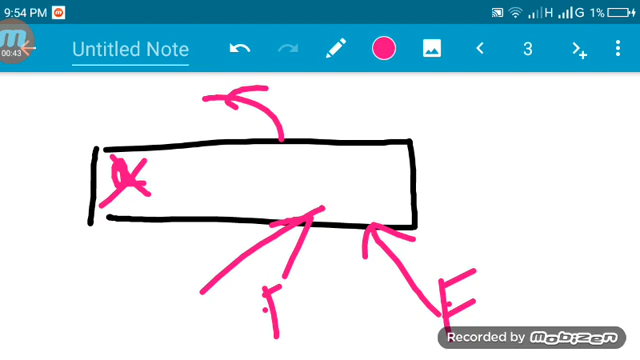 9:54 PM H G 1%
00:43 Untitled Note 3
F
Recorded by mobizen